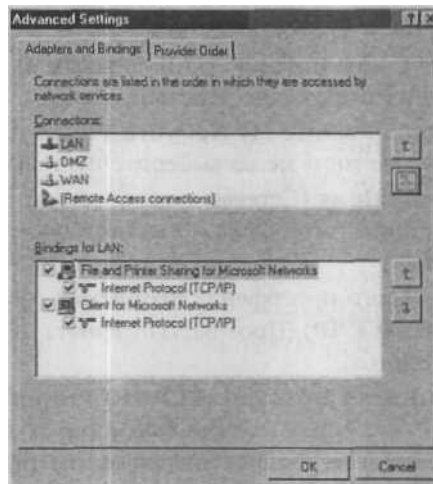 Advanced Settings
Adapters and Bindings
Provider Order
Connections are listed in the order in which they are accessed by
network services.
Connections:
LAN
DMZ
WAN
[Remote Access connections]
Bindings for LAN:
File and Printer Sharing for Microsoft Networks
Internet Protocol (TCP/IP)
Client for Microsoft Networks
Internet Protocol (TCP/IP)
OK
Cancel